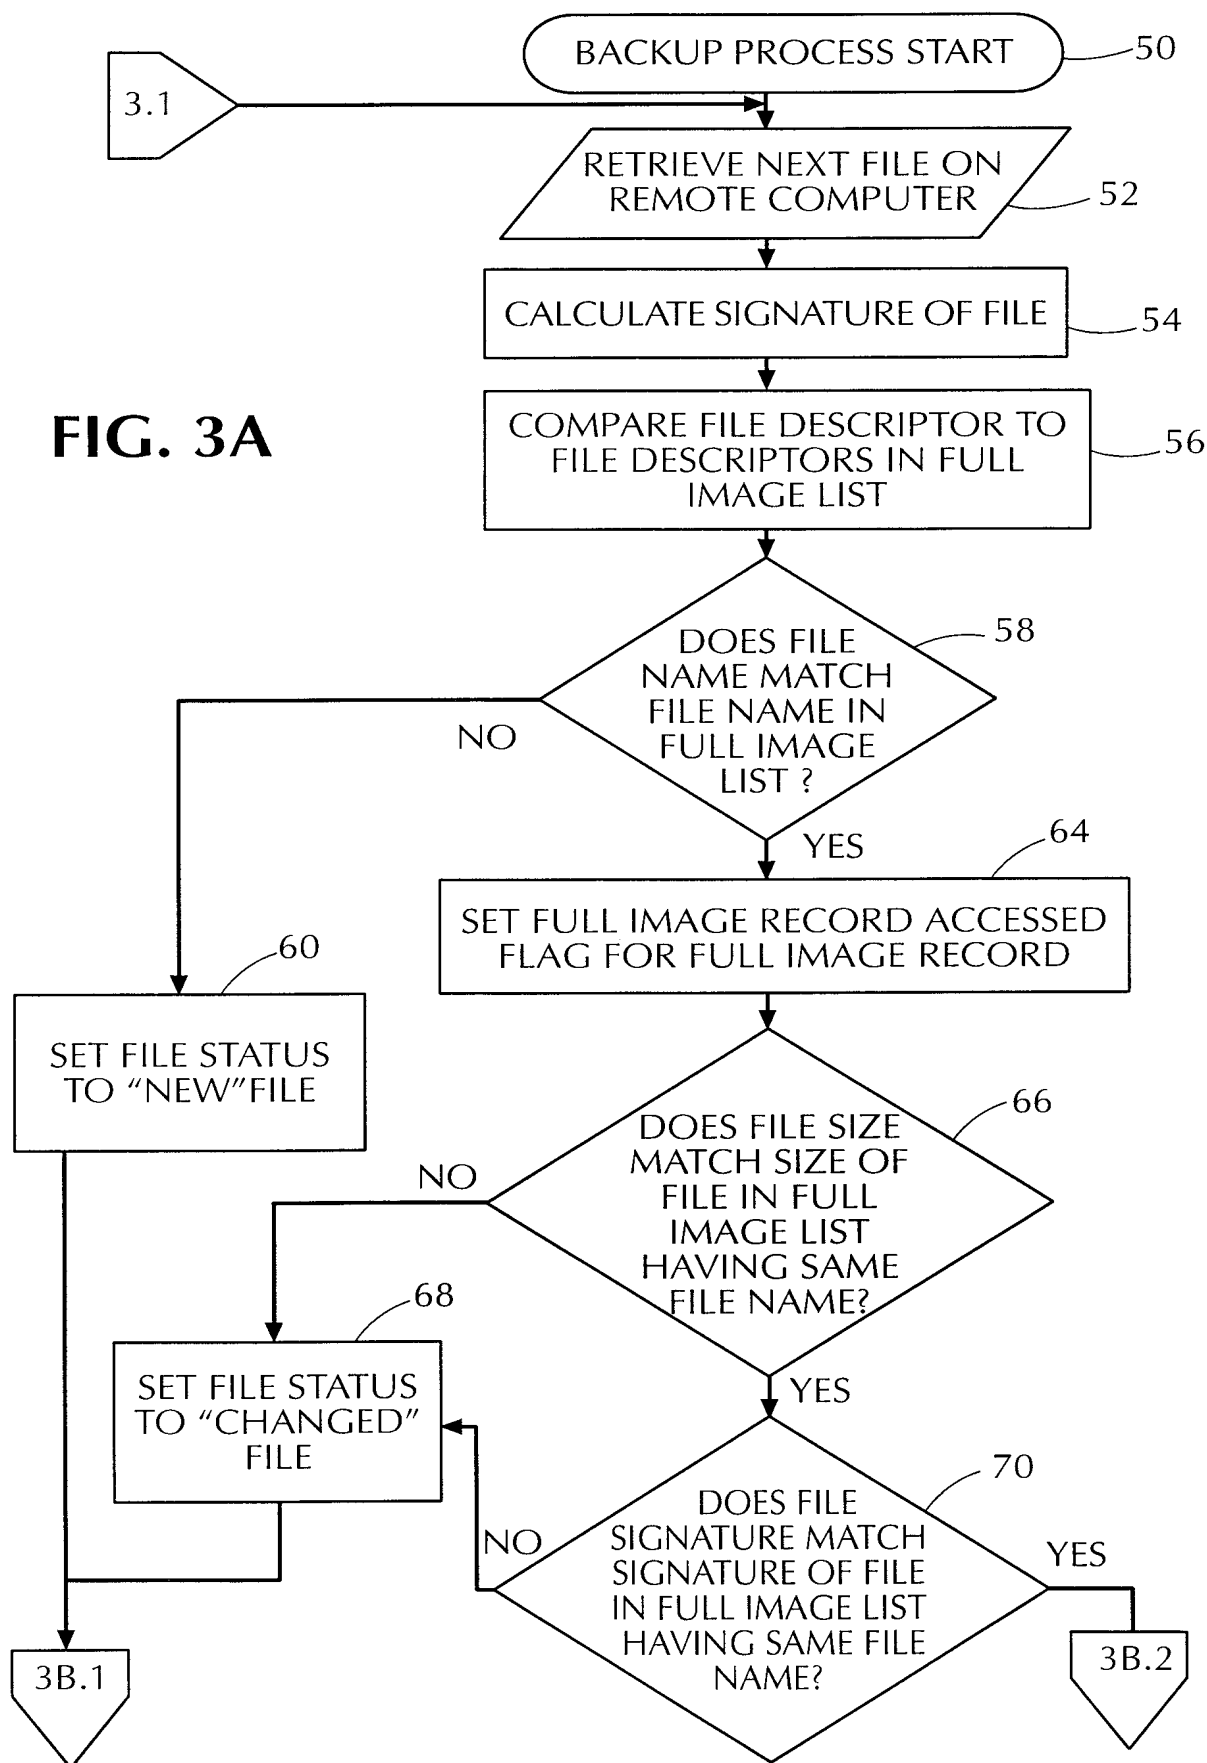 BACKUP PROCESS START
50
3.1
RETRIEVE NEXT FILE ON
REMOTE COMPUTER
52
CALCULATE SIGNATURE OF FILE
54
FIG. 3A
COMPARE FILE DESCRIPTOR TO
FILE DESCRIPTORS IN FULL
IMAGE LIST
56
DOES FILE
NAME MATCH
FILE NAME IN
FULL IMAGE
LIST ?
58
NO
YES
64
SET FULL IMAGE RECORD ACCESSED
FLAG FOR FULL IMAGE RECORD
60
SET FILE STATUS
TO “NEW”FILE
DOES FILE SIZE
MATCH SIZE OF
FILE IN FULL
IMAGE LIST
HAVING SAME
FILE NAME?
66
NO
68
SET FILE STATUS
TO “CHANGED”
FILE
YES
DOES FILE
SIGNATURE MATCH
SIGNATURE OF FILE
IN FULL IMAGE LIST
HAVING SAME FILE
NAME?
70
NO
YES
3B.1
3B.2